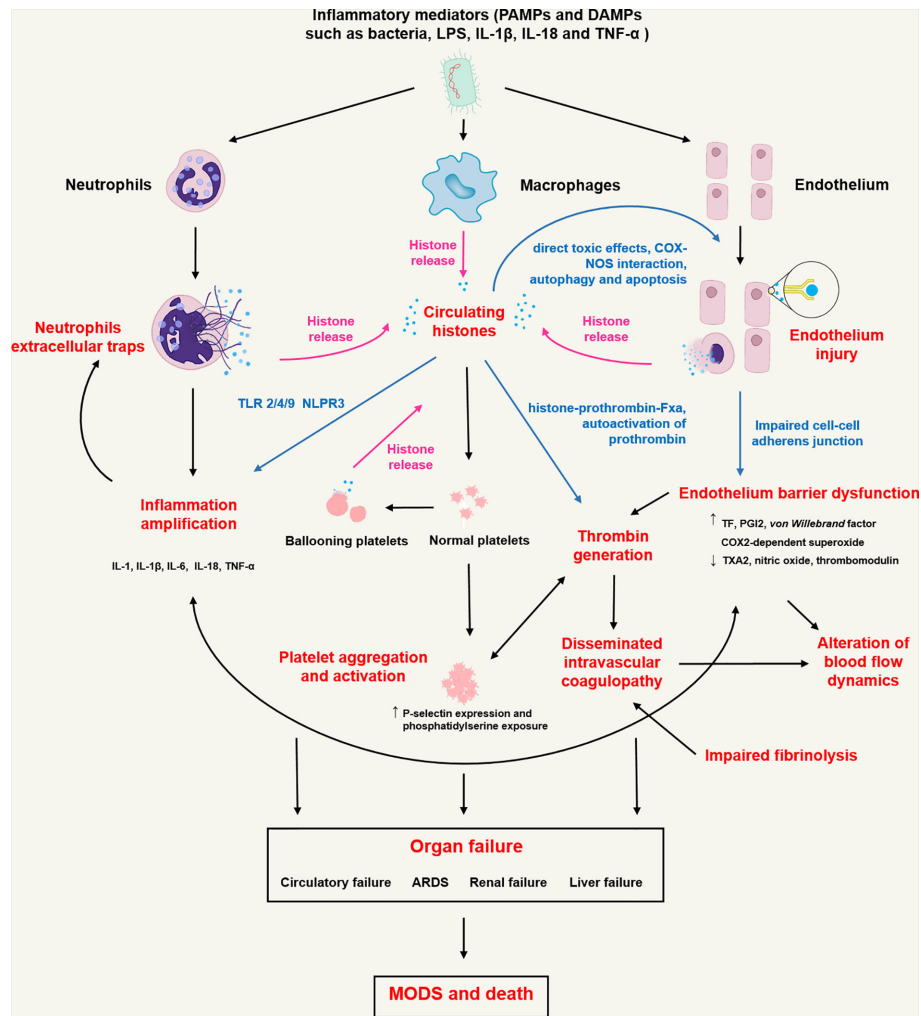 Inflammatory mediators (PAMPs and DAMPs
such as bacteria, LPS, IL-1β, IL-18 and TNF-α )
Neutrophils
Macrophages
Endothelium
Histone
release
direct toxic effects, COX-
NOS interaction,
autophagy and apoptosis
Neutrophils
extracellular traps
Histone
release
Circulating
histones
Histone
release
Endothelium
injury
TLR 2/4/9  NLPR3
Histone
release
histone-prothrombin-Fxa,
autoactivation of
prothrombin
Impaired cell-cell
adherens junction
Inflammation
amplification
IL-1, IL-1β, IL-6,  IL-18, TNF-α
Ballooning platelets
Normal platelets
Thrombin
generation
Endothelium barrier dysfunction
↑ TF, PGI2, von Willebrand factor
COX2-dependent superoxide
↓ TXA2, nitric oxide, thrombomodulin
Platelet aggregation
and activation
↑ P-selectin expression and
phosphatidylserine exposure
Disseminated
intravascular
coagulopathy
Alteration of
blood flow
dynamics
Impaired fibrinolysis
Organ failure
Circulatory failure    ARDS    Renal failure    Liver failure
MODS and death